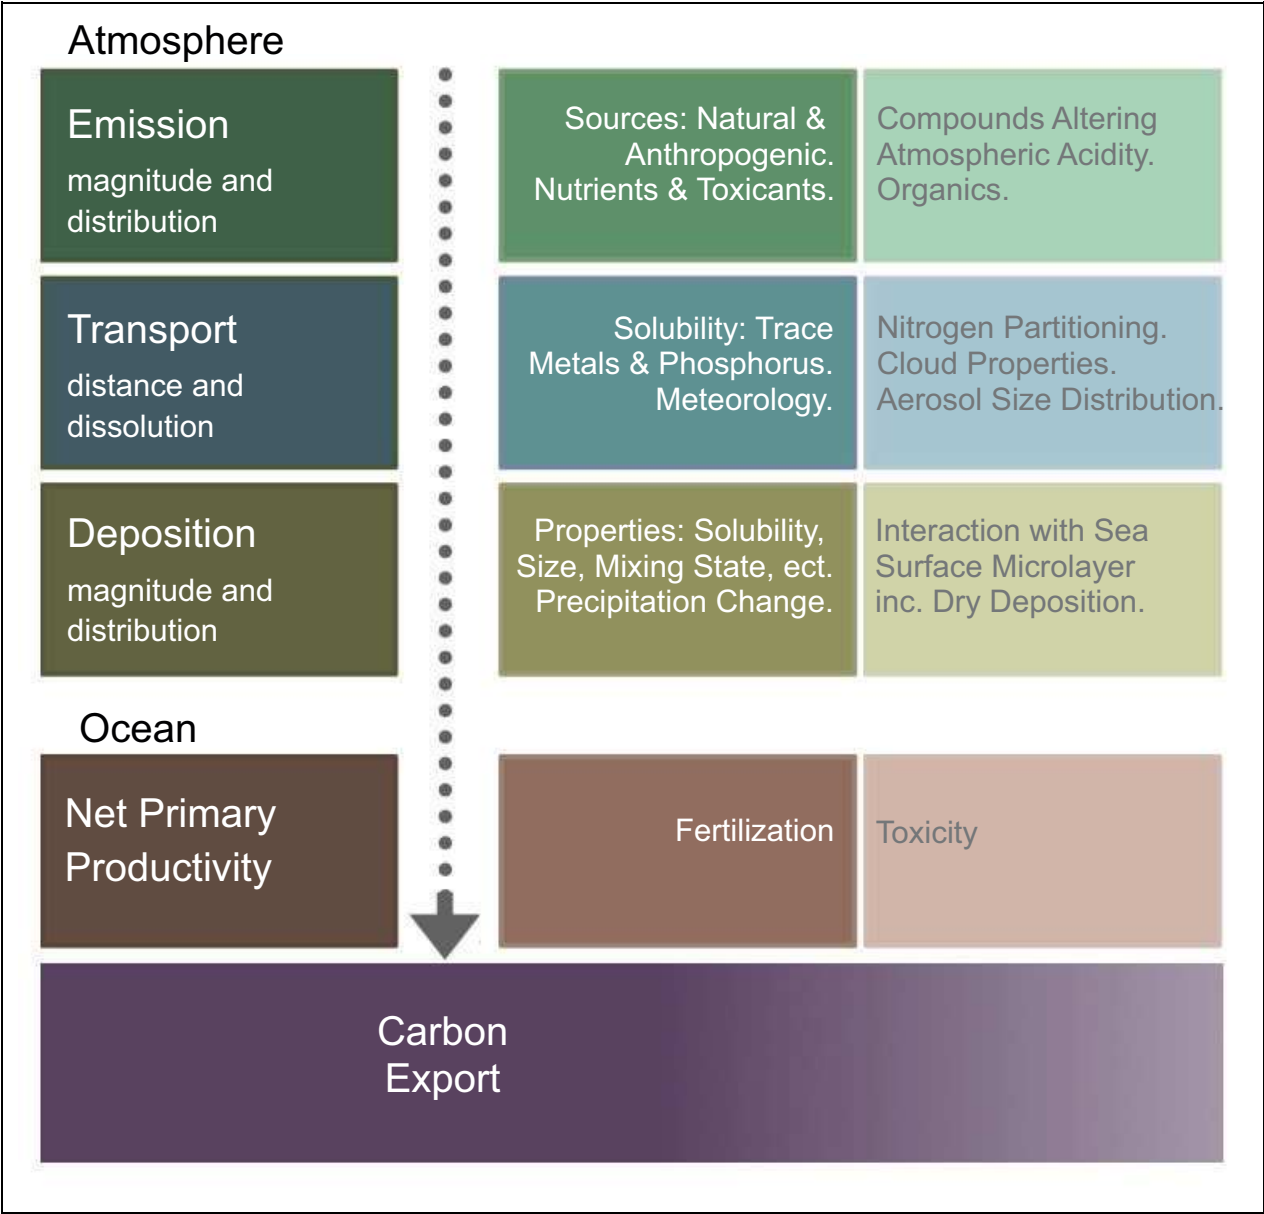 Atmosphere
Emission
magnitude and
distribution
Sources: Natural &
Anthropogenic.
Nutrients & Toxicants.
Compounds Altering
Atmospheric Acidity.
Organics.
Transport
distance and
dissolution
Solubility: Trace
Metals & Phosphorus.
Meteorology.
Nitrogen Partitioning.
Cloud Properties.
Aerosol Size Distribution.
Deposition
magnitude and
distribution
Properties: Solubility,
Size, Mixing State, ect.
Precipitation Change.
Interaction with Sea
Surface Microlayer
inc. Dry Deposition.
Ocean
Net Primary
Productivity
Fertilization
Toxicity
Carbon
Export